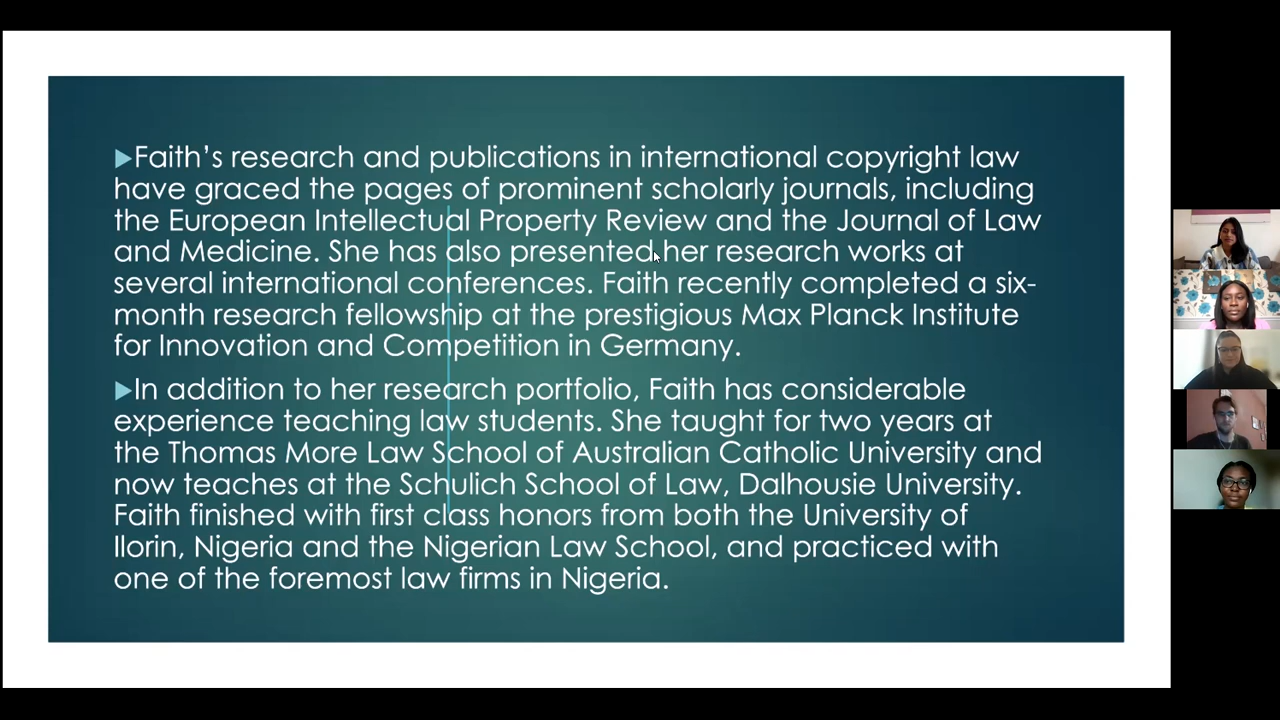 ▶Faith’s research and publications in international copyright law
have graced the pages of prominent scholarly journals, including
the European Intellectual Property Review and the Journal of Law
and Medicine. She has also presented her research works at
several international conferences. Faith recently completed a six-
month research fellowship at the prestigious Max Planck Institute
for Innovation and Competition in Germany.
▶In addition to her research portfolio, Faith has considerable
experience teaching law students. She taught for two years at
the Thomas More Law School of Australian Catholic University and
now teaches at the Schulich School of Law, Dalhousie University.
Faith finished with first class honors from both the University of
Ilorin, Nigeria and the Nigerian Law School, and practiced with
one of the foremost law firms in Nigeria.